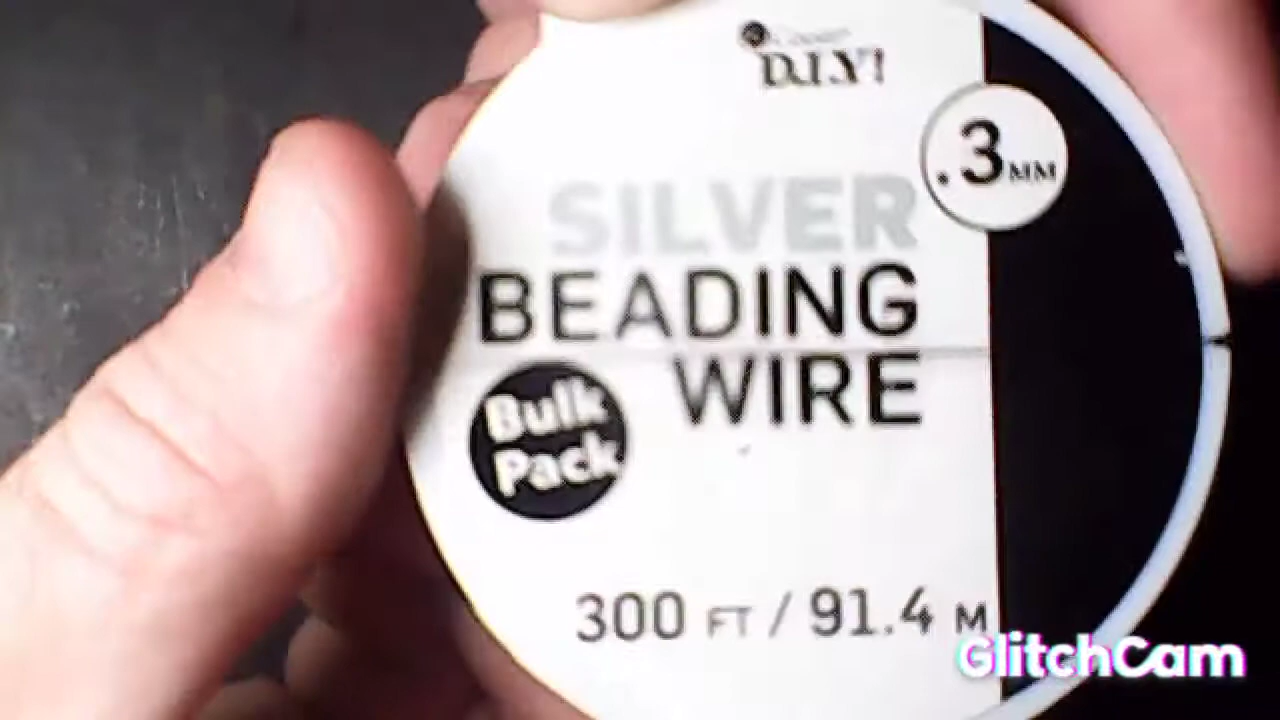 D.I.Y!
.3MM
SILVER
BEADING
WIRE
Bulk
Pack
300 FT / 91.4 M
GlitchCam